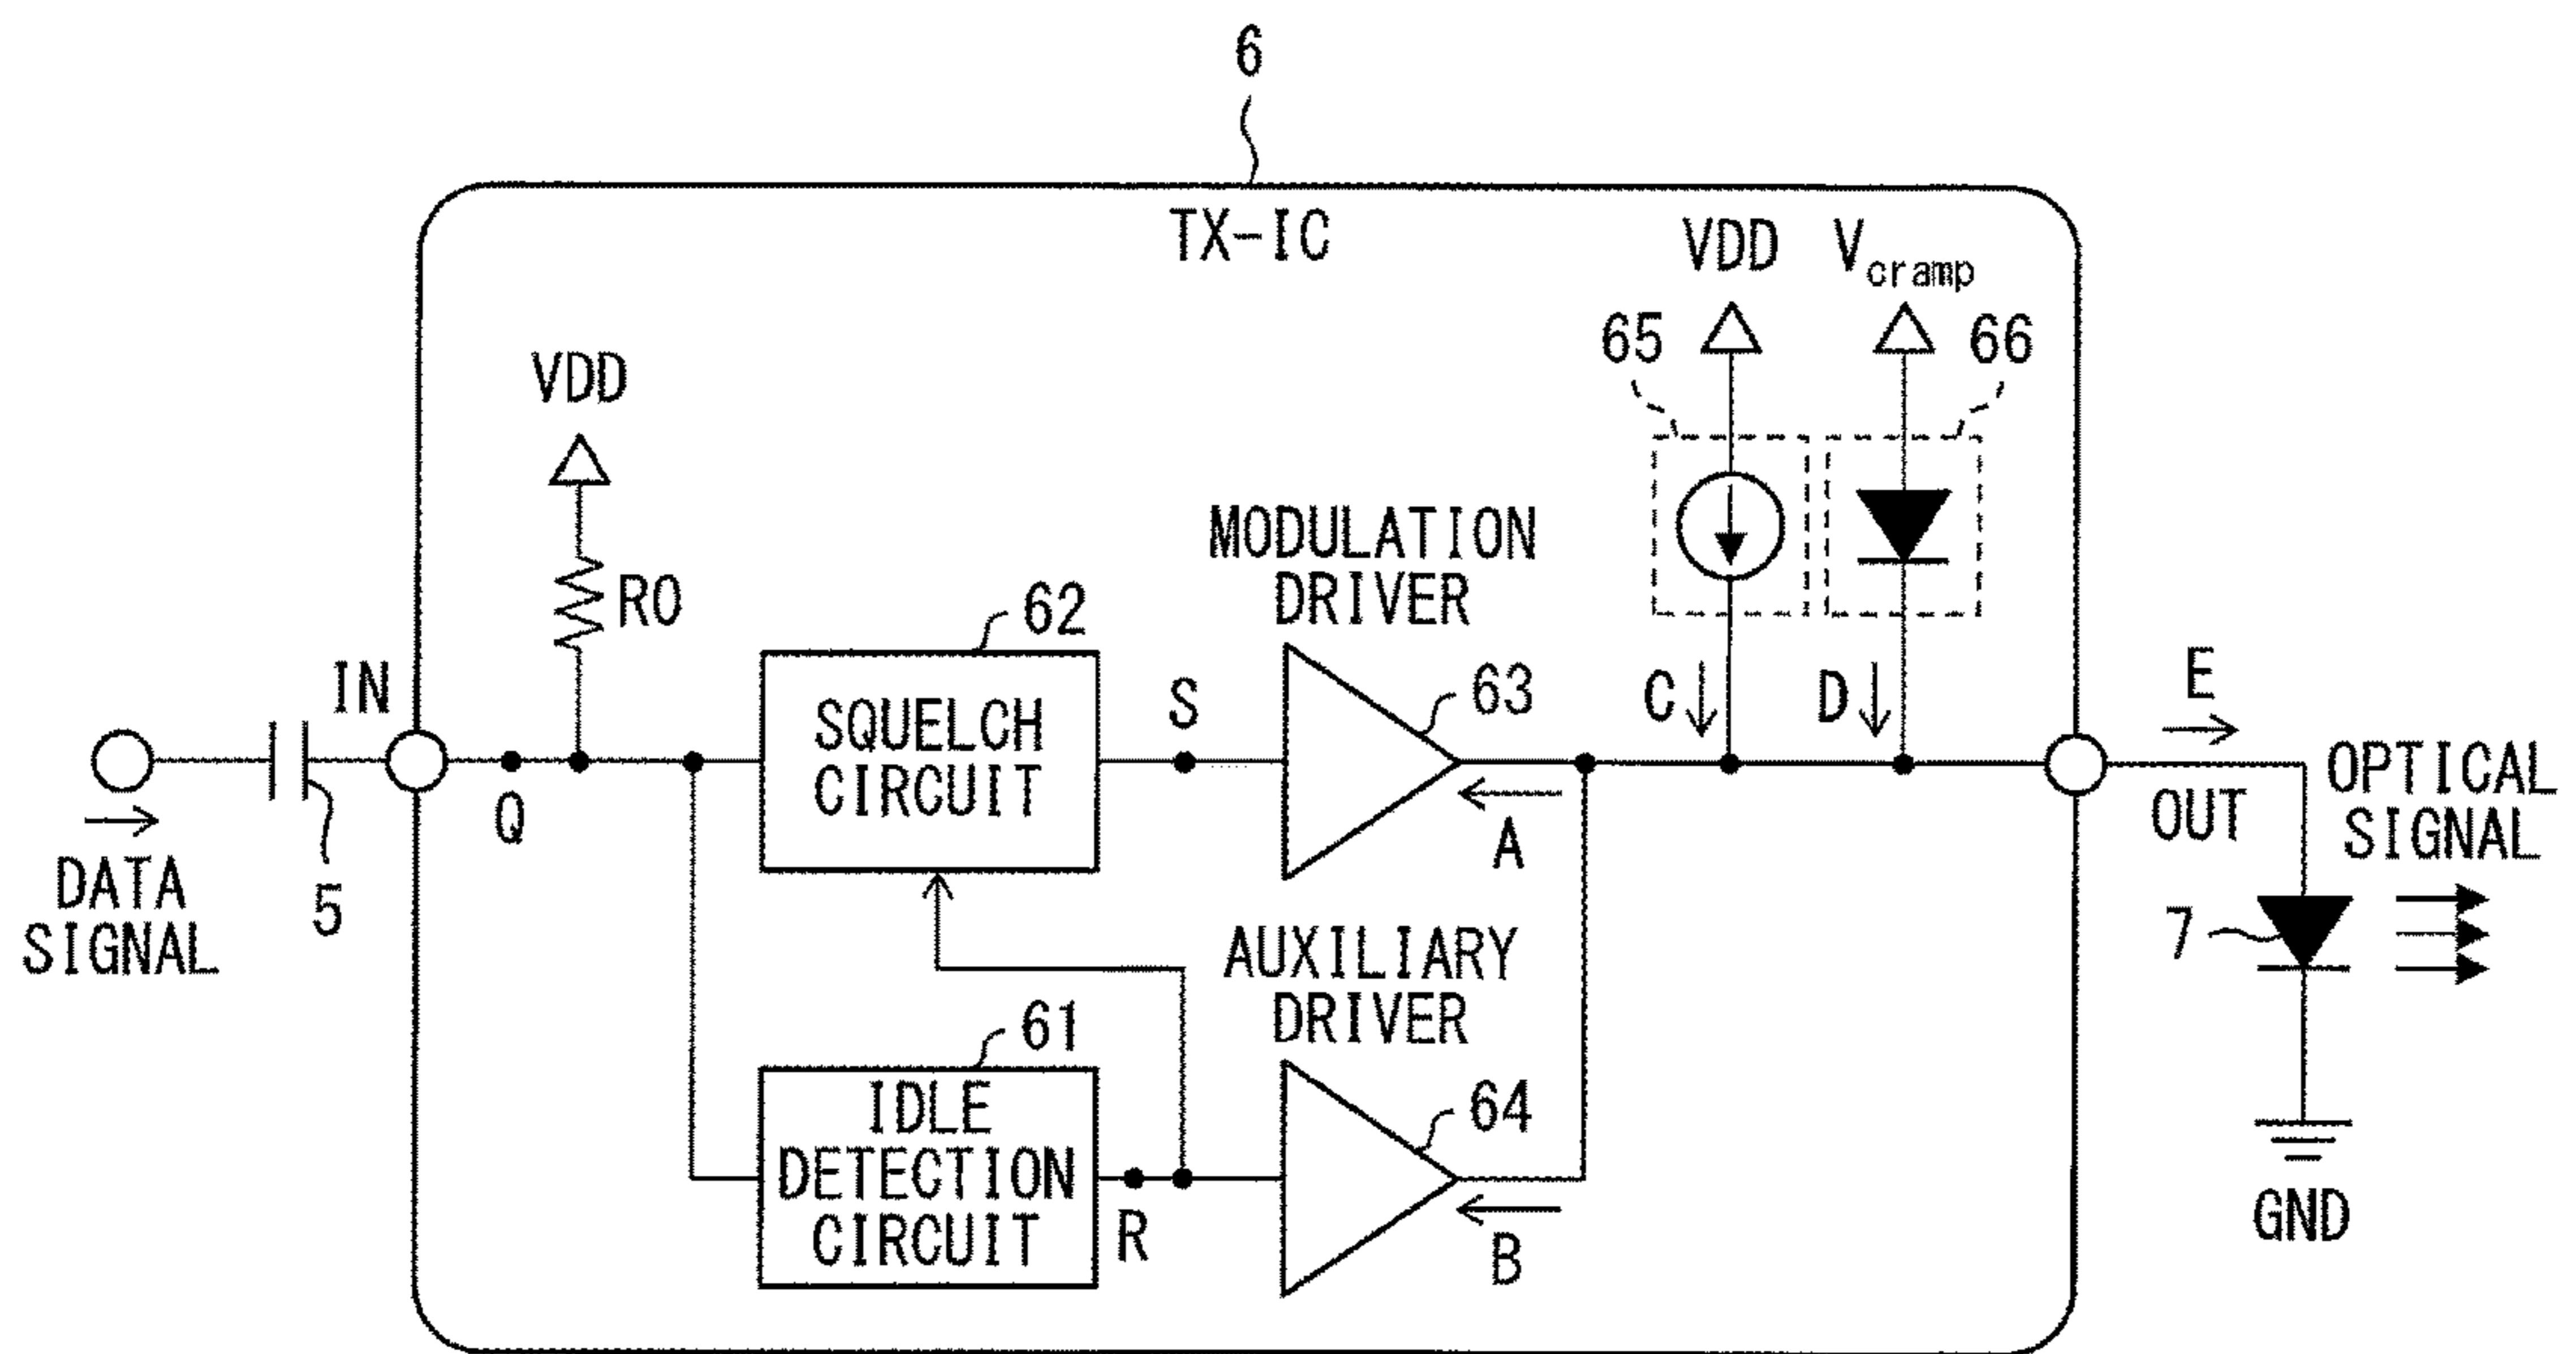 6
TX-IC
VDD
Vcramp
65
66
VDD
R0
IN
Q
DATA
SIGNAL
5
62
SQUELCH
CIRCUIT
S
MODULATION
DRIVER
63
A
C
D
E
OUT
OPTICAL
SIGNAL
7
GND
61
IDLE
DETECTION
CIRCUIT
R
AUXILIARY
DRIVER
64
B